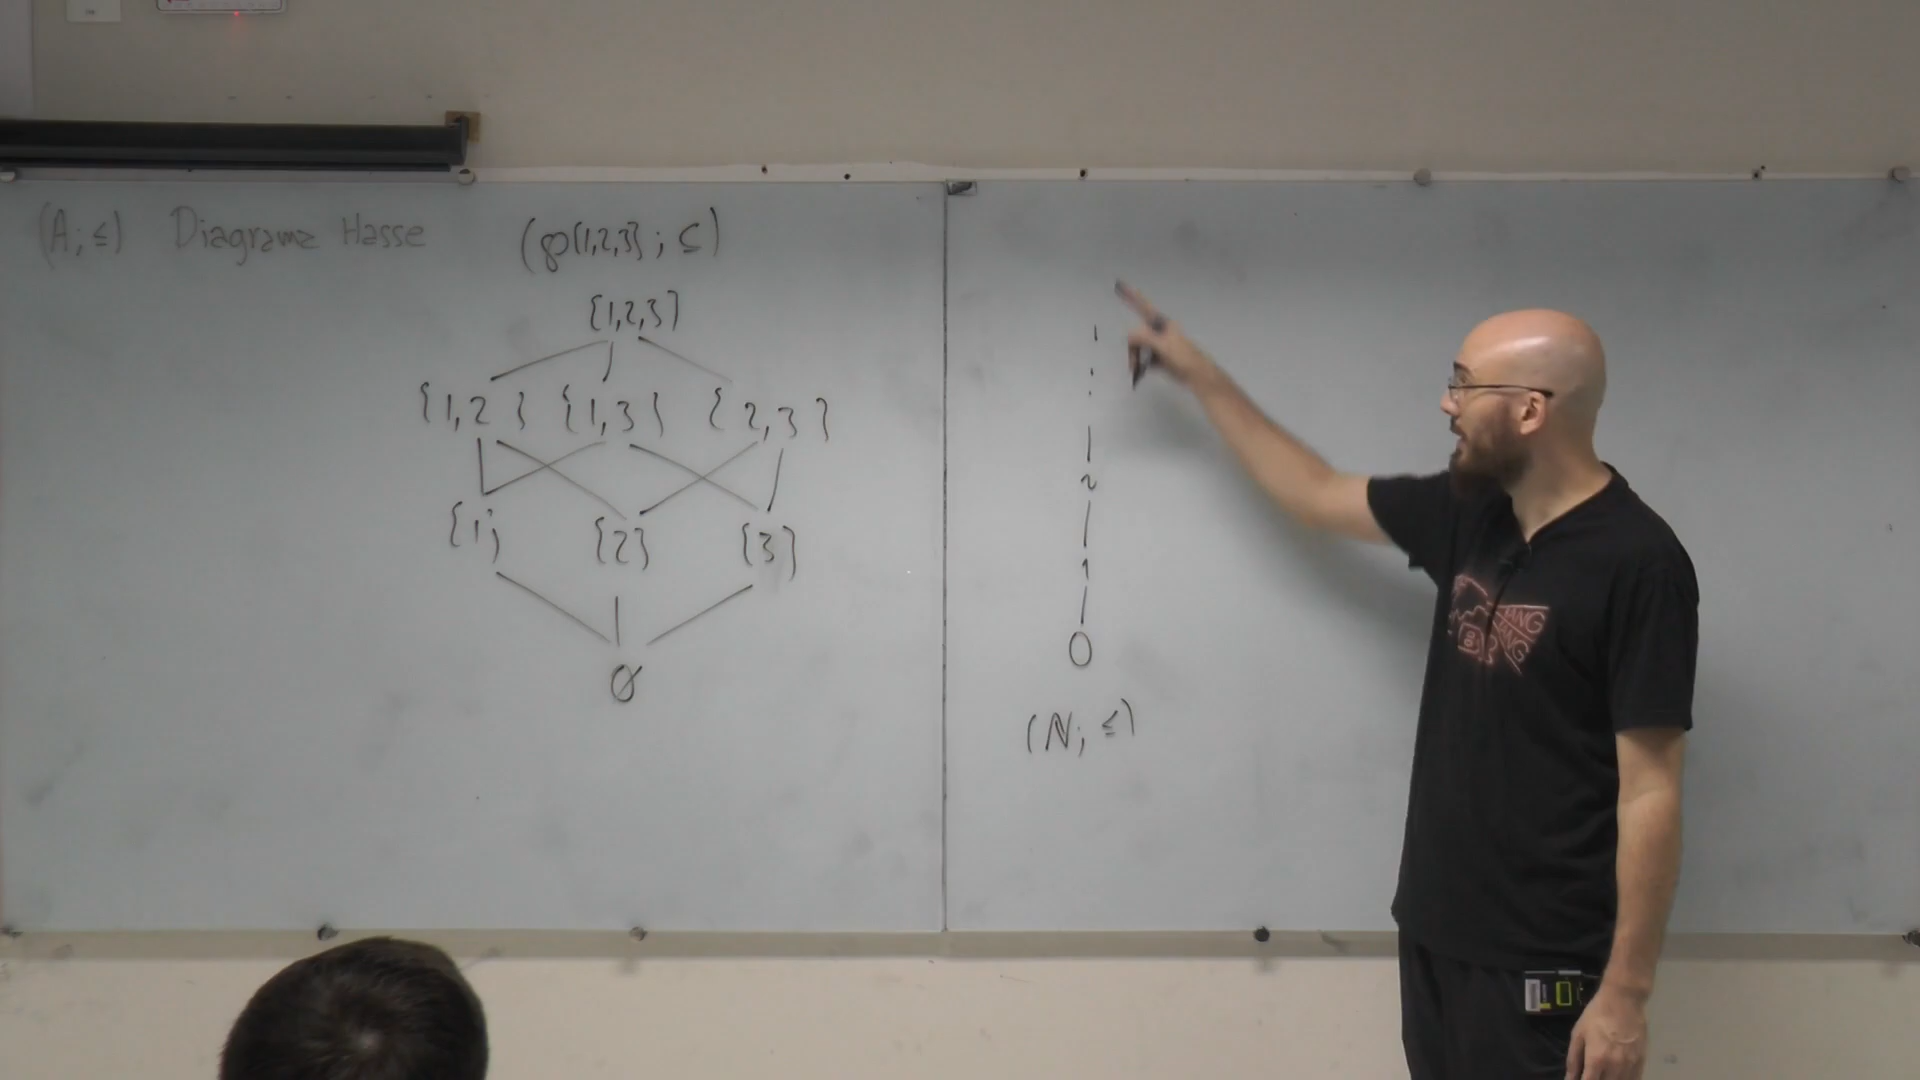 (A; ≤) Diagrama Hasse
(℘{1,2,3}; ⊆)
{1,2,3}
{1,2} {1,3} {2,3}
{1} {2} {3}
∅
2
1
0
(ℕ; ≤)